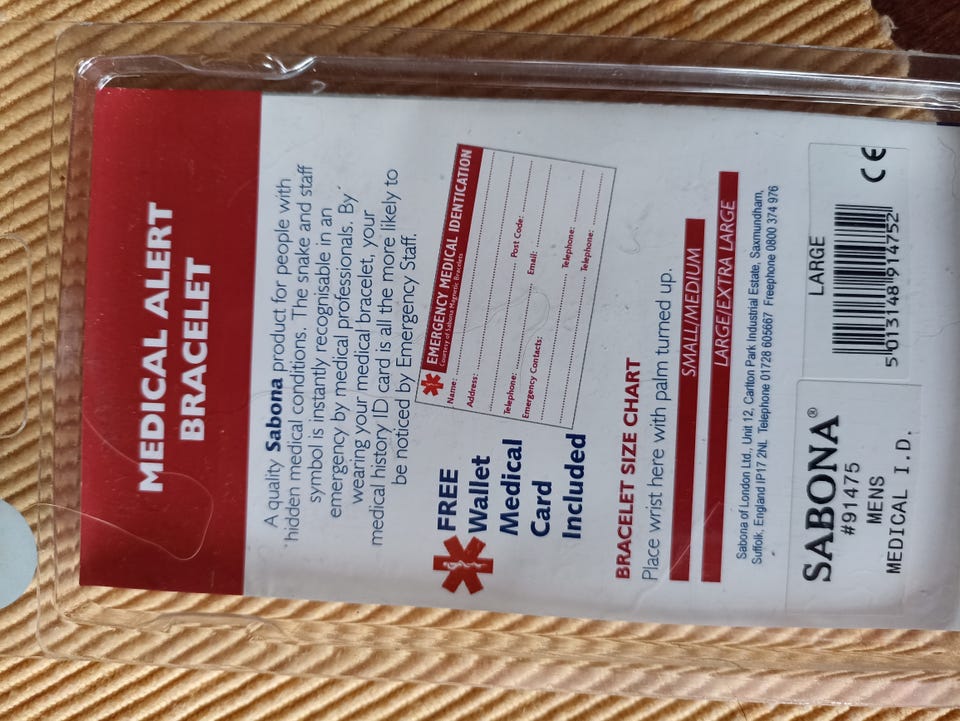 MEDICAL ALERT
BRACELET
A quality Sabona product for people with
'hidden medical conditions. The snake and staff
symbol is instantly recognisable in an
emergency by medical professionals. By
wearing your medical bracelet, your
medical history ID card is all the more likely to
be noticed by Emergency Staff.
FREE
Wallet
Medical
Card
Included
EMERGENCY MEDICAL IDENTICATION
Courtesy of Sabona Magnetic Bracelets
Name:
Address:
Post Code:
Telephone:
Email:
Emergency Contacts:
Telephone:
Telephone:
BRACELET SIZE CHART
Place wrist here with palm turned up.
SMALL/MEDIUM
LARGE/EXTRA LARGE
Sabona of London Ltd., Unit 12, Carlton Park Industrial Estate, Saxmundham,
Suffolk, England IP17 2NL Telephone 01728 605667 Freephone 0800 374 976
SABONA®
#91475
MENS
MEDICAL I.D.
LARGE
5 013148 914752
CE